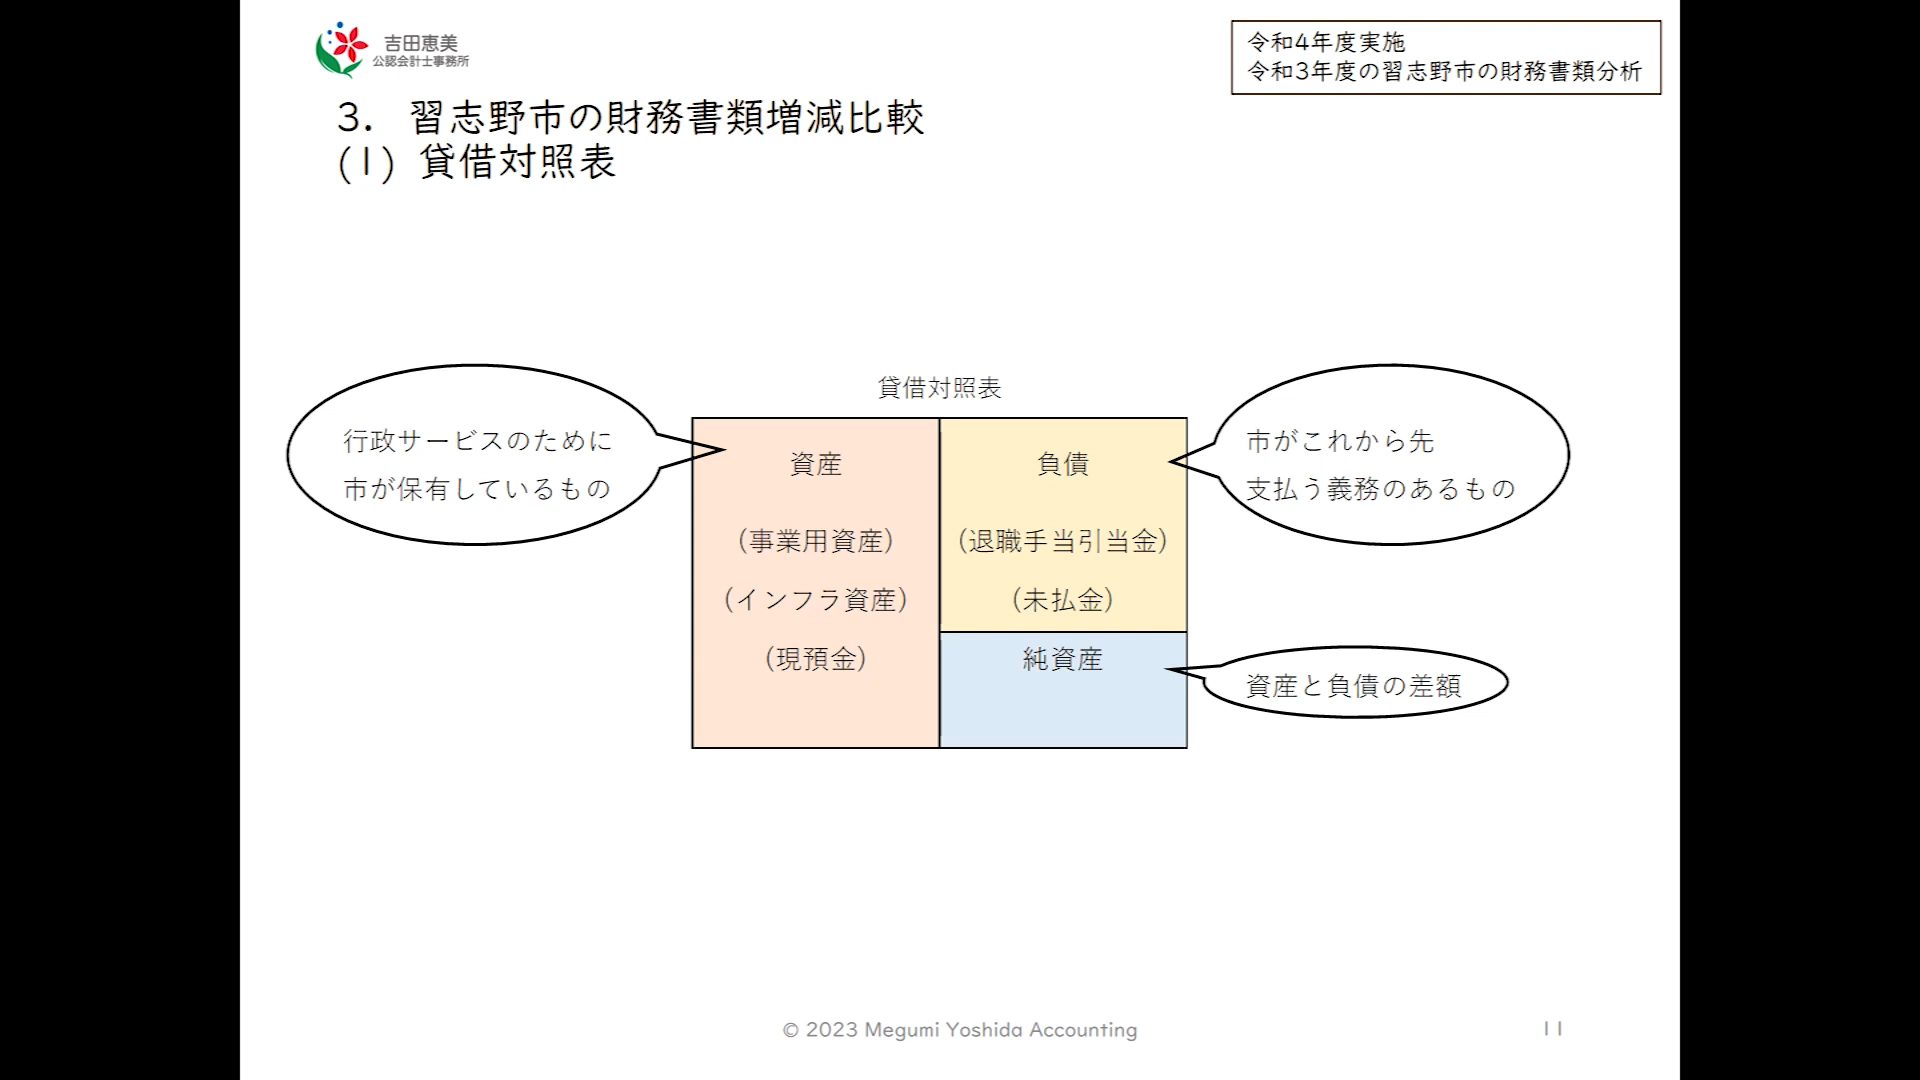 吉田恵美
公認会計士事務所
令和4年度実施
令和3年度の習志野市の財務書類分析
3. 習志野市の財務書類増減比較
(1) 貸借対照表
貸借対照表
行政サービスのために
市が保有しているもの
資産
(事業用資産)
(インフラ資産)
(現預金)
負債
(退職手当引当金)
(未払金)
純資産
市がこれから先
支払う義務のあるもの
資産と負債の差額
© 2023 Megumi Yoshida Accounting
11